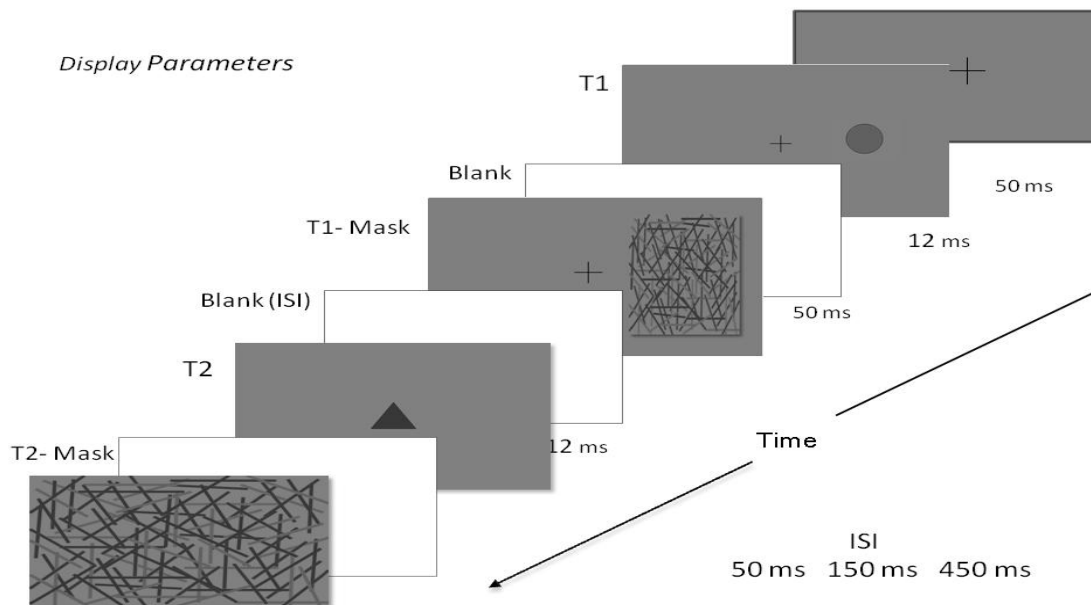 Display Parameters
T1
50 ms
Blank
12 ms
T1- Mask
50 ms
Blank (ISI)
T2
12 ms
Time
T2- Mask
ISI
50 ms 150 ms 450 ms